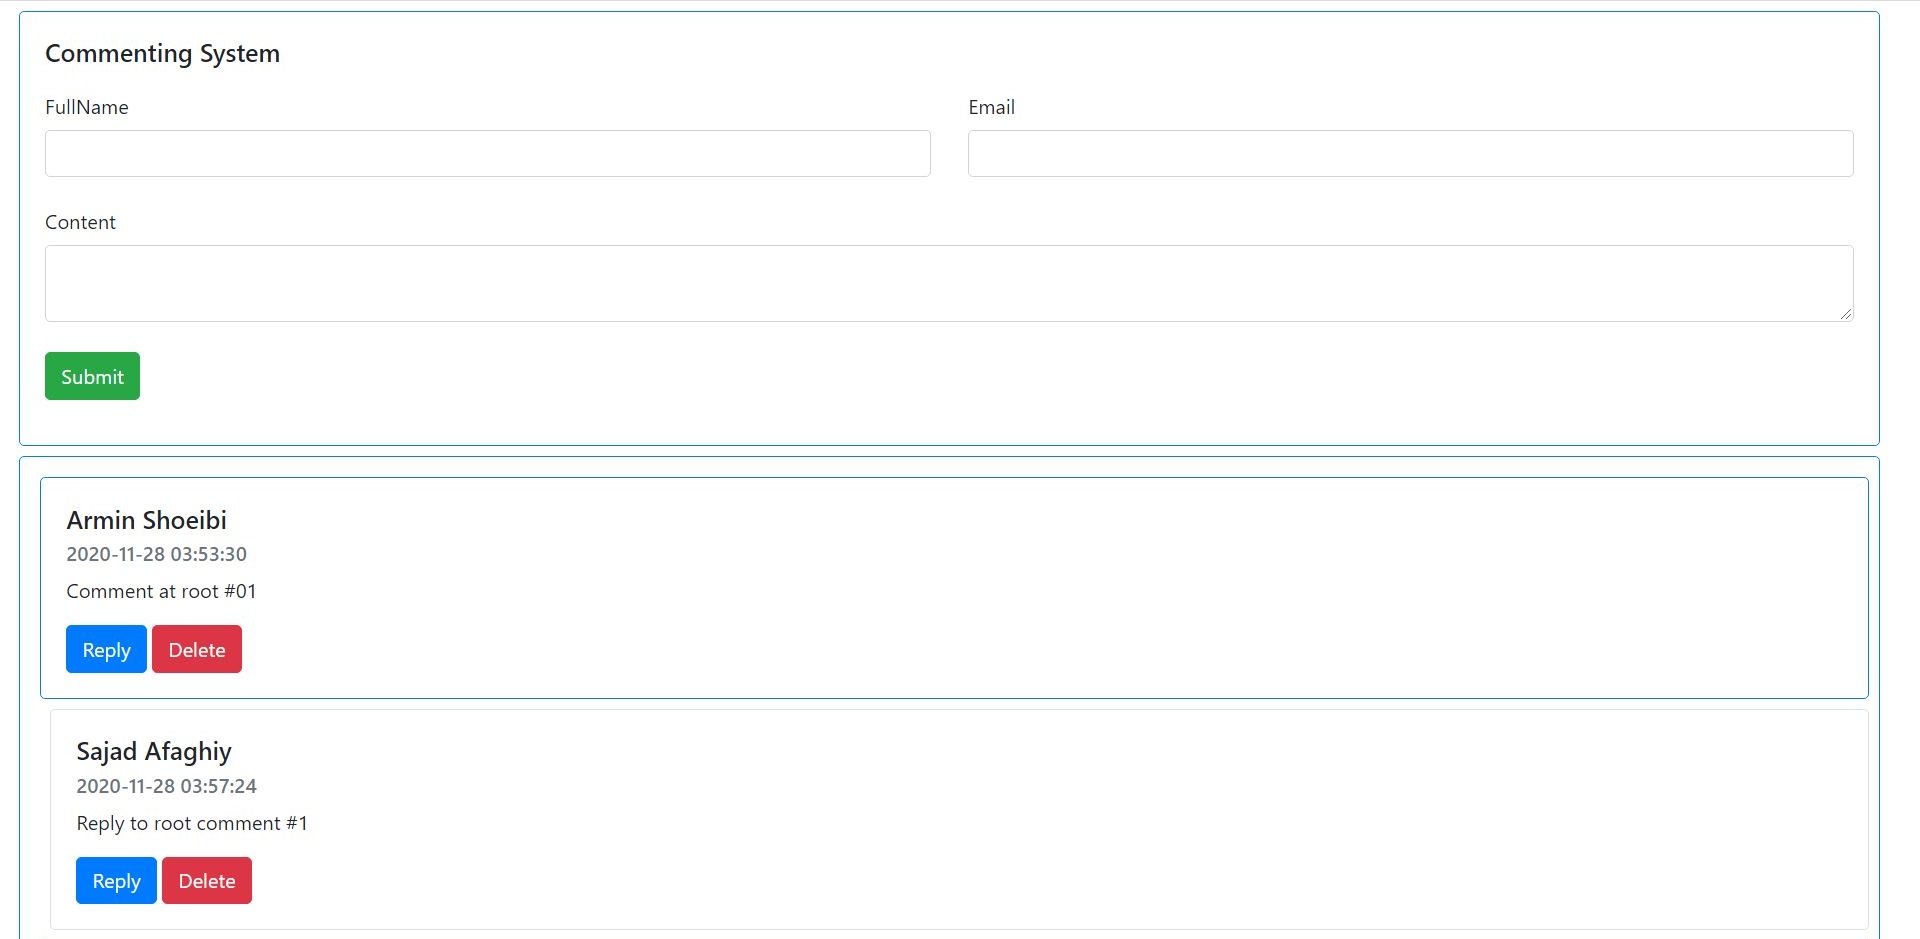 Commenting System
FullName
Email
Content
Submit
Armin Shoeibi
2020-11-28 03:53:30
Comment at root #01
Reply Delete
Sajad Afaghiy
2020-11-28 03:57:24
Reply to root comment #1
Reply Delete